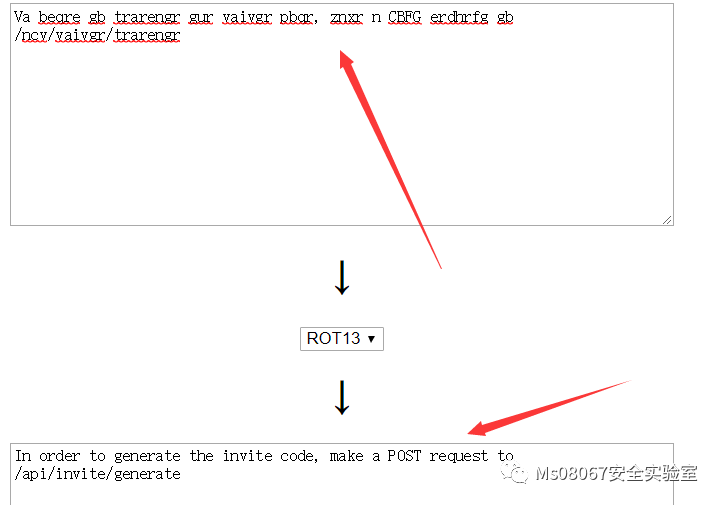 Va beqre gb trarengr gur vaivgr pbqr, znxr n CBFG erdhrfg gb
/ncv/vaivgr/trarengr
ROT13
In order to generate the invite code, make a POST request to
/api/invite/generate
Ms08067安全实验室